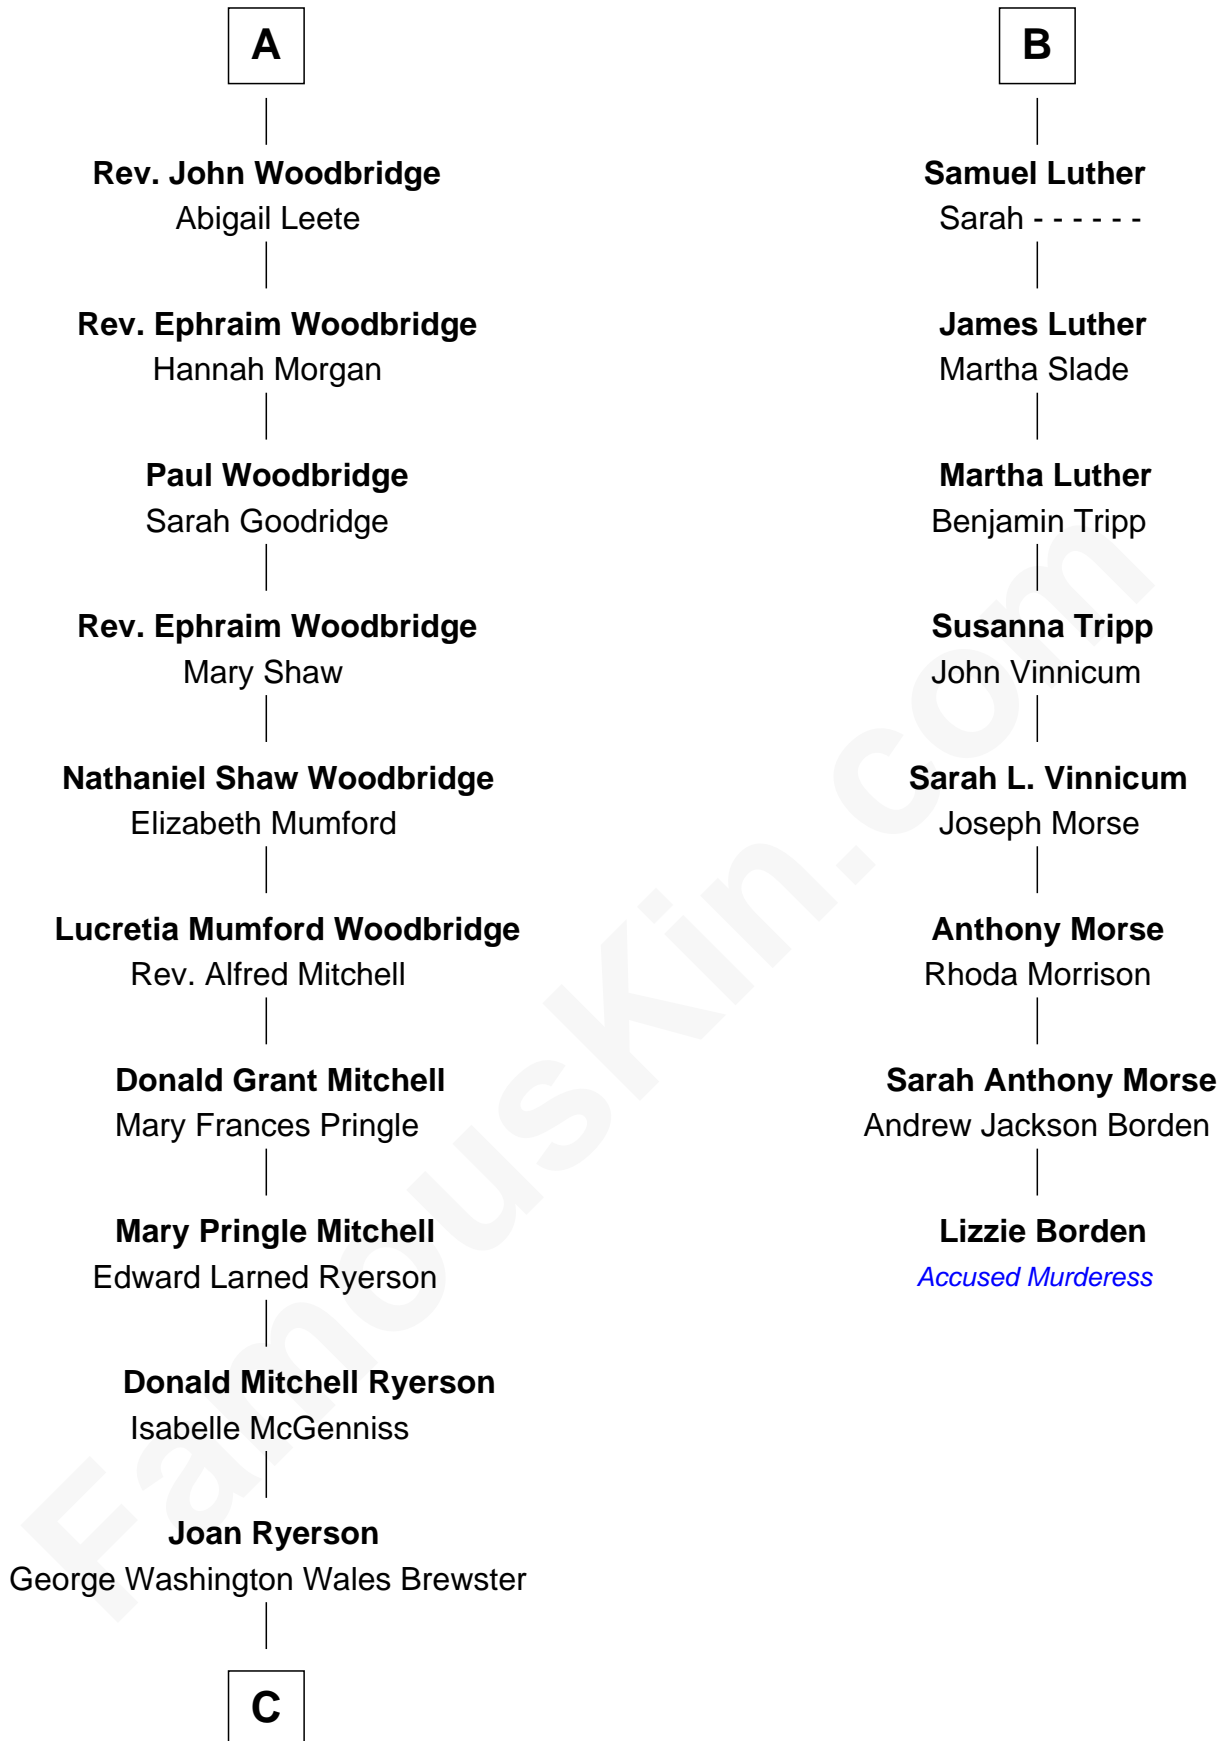 A
Rev. John Woodbridge
Abigail Leete
Rev. Ephraim Woodbridge
Hannah Morgan
Paul Woodbridge
Sarah Goodridge
Rev. Ephraim Woodbridge
Mary Shaw
Nathaniel Shaw Woodbridge
Elizabeth Mumford
Lucretia Mumford Woodbridge
Rev. Alfred Mitchell
Donald Grant Mitchell
Mary Frances Pringle
Mary Pringle Mitchell
Edward Larned Ryerson
Donald Mitchell Ryerson
Isabelle McGenniss
Joan Ryerson
George Washington Wales Brewster
C
B
Samuel Luther
Sarah - - - - - -
James Luther
Martha Slade
Martha Luther
Benjamin Tripp
Susanna Tripp
John Vinnicum
Sarah L. Vinnicum
Joseph Morse
Anthony Morse
Rhoda Morrison
Sarah Anthony Morse
Andrew Jackson Borden
Lizzie Borden
Accused Murderess
FamousKin.com